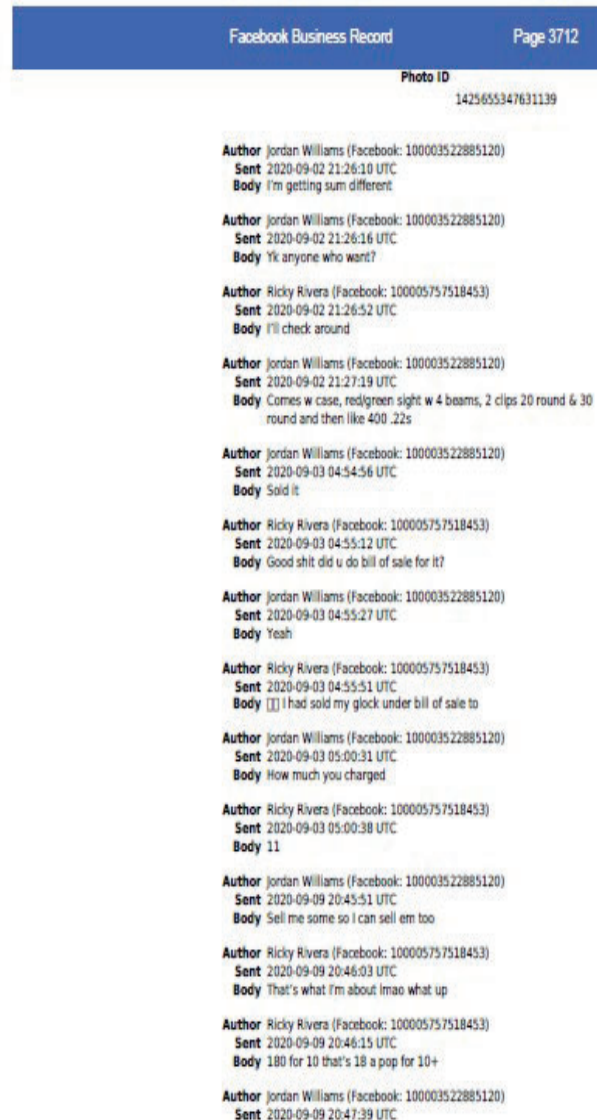 Facebook Business Record Page 3712
Photo ID
1425655347631139
Author Jordan Williams (Facebook: 100003522885120)
Sent 2020-09-02 21:26:10 UTC
Body I'm getting sum different
Author Jordan Williams (Facebook: 100003522885120)
Sent 2020-09-02 21:26:16 UTC
Body Yk anyone who want?
Author Ricky Rivera (Facebook: 100005757518453)
Sent 2020-09-02 21:26:52 UTC
Body I'll check around
Author Jordan Williams (Facebook: 100003522885120)
Sent 2020-09-02 21:27:19 UTC
Body Comes w case, red/green sight w 4 beams, 2 clips 20 round & 30
round and then like 400 .22s
Author Jordan Williams (Facebook: 100003522885120)
Sent 2020-09-03 04:54:56 UTC
Body Sold it
Author Ricky Rivera (Facebook: 100005757518453)
Sent 2020-09-03 04:55:12 UTC
Body Good shit did u do bill of sale for it?
Author Jordan Williams (Facebook: 100003522885120)
Sent 2020-09-03 04:55:27 UTC
Body Yeah
Author Ricky Rivera (Facebook: 100005757518453)
Sent 2020-09-03 04:55:51 UTC
Body 🀆🀆 I had sold my glock under bill of sale to
Author Jordan Williams (Facebook: 100003522885120)
Sent 2020-09-03 05:00:31 UTC
Body How much you charged
Author Ricky Rivera (Facebook: 100005757518453)
Sent 2020-09-03 05:00:38 UTC
Body 11
Author Jordan Williams (Facebook: 100003522885120)
Sent 2020-09-09 20:45:51 UTC
Body Sell me some so I can sell em too
Author Ricky Rivera (Facebook: 100005757518453)
Sent 2020-09-09 20:46:03 UTC
Body That's what I'm about lmao what up
Author Ricky Rivera (Facebook: 100005757518453)
Sent 2020-09-09 20:46:15 UTC
Body 180 for 10 that's 18 a pop for 10+
Author Jordan Williams (Facebook: 100003522885120)
Sent 2020-09-09 20:47:39 UTC